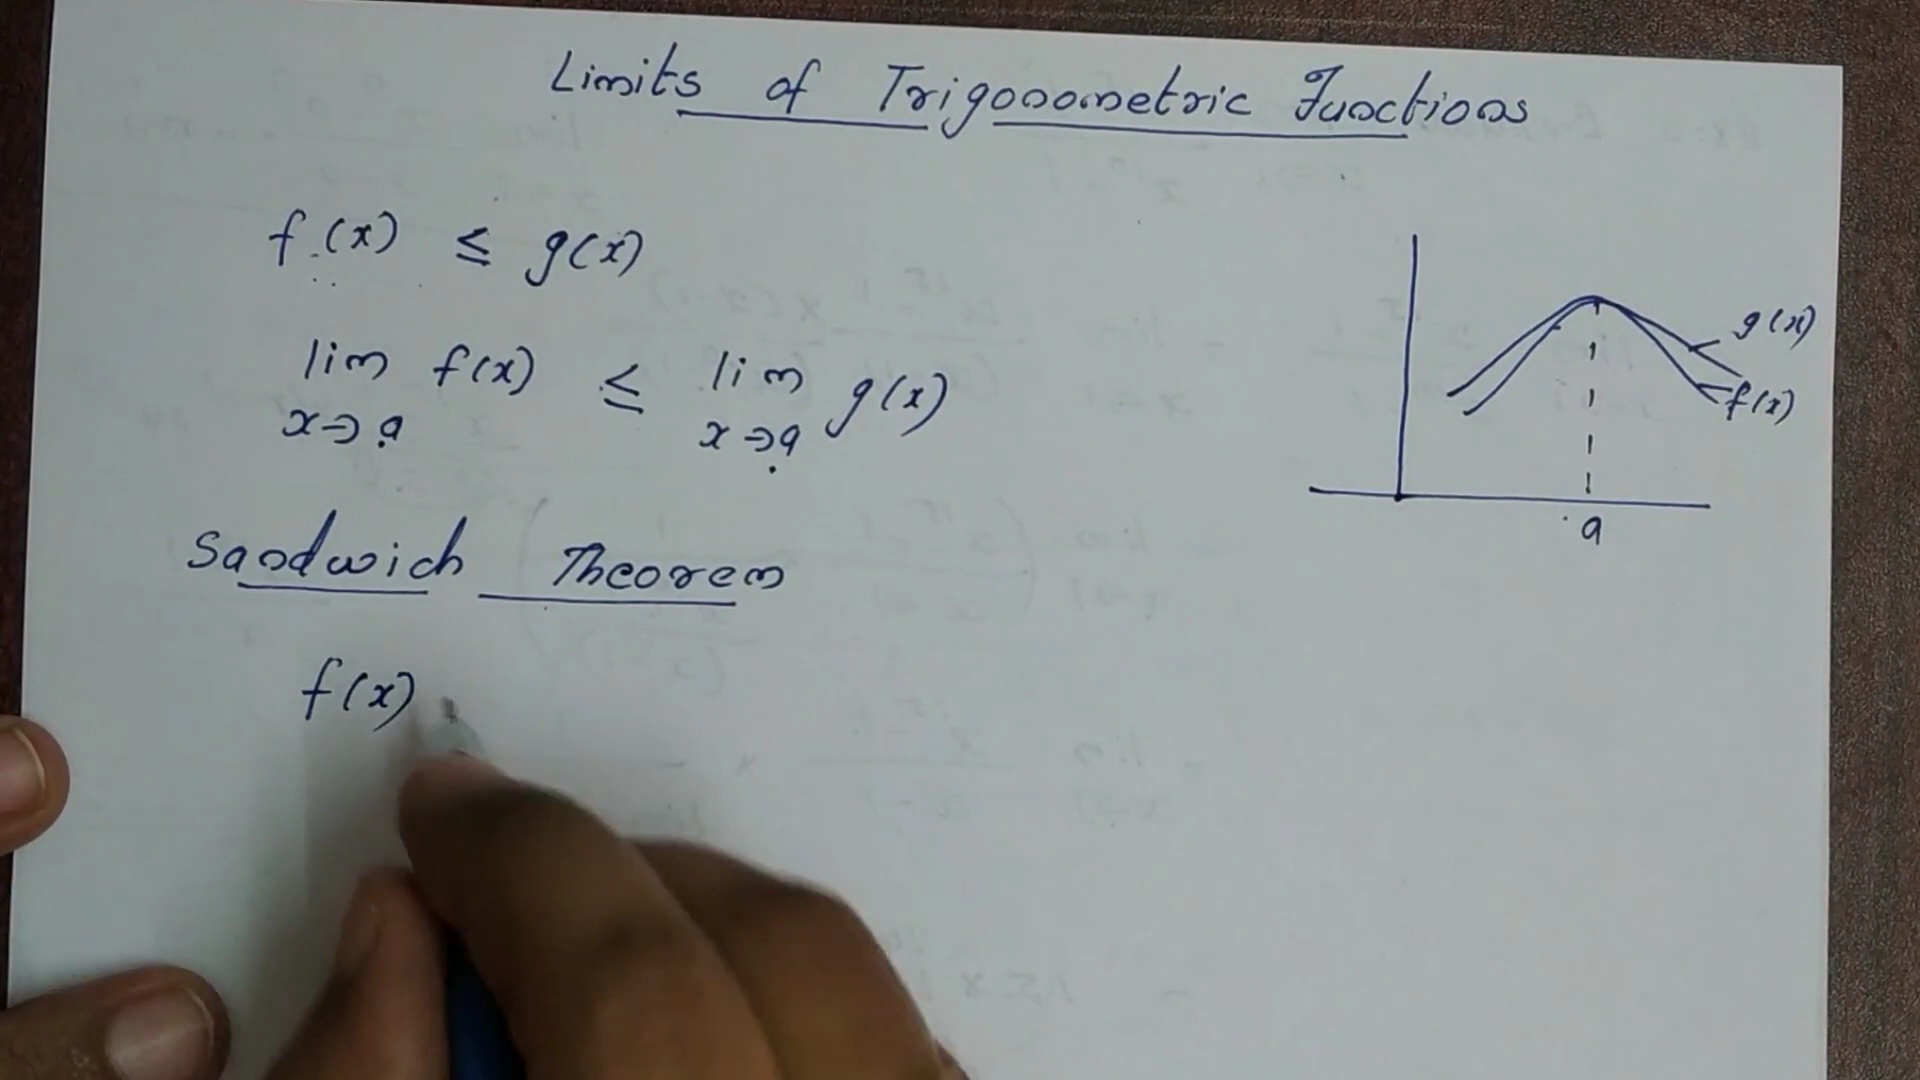 Limits of Trigonometric Functions
f(x) ≤ g(x)
lim f(x) ≤ lim g(x)
x→a x→a
g(x)
f(x)
a
Sandwich Theorem
f(x)